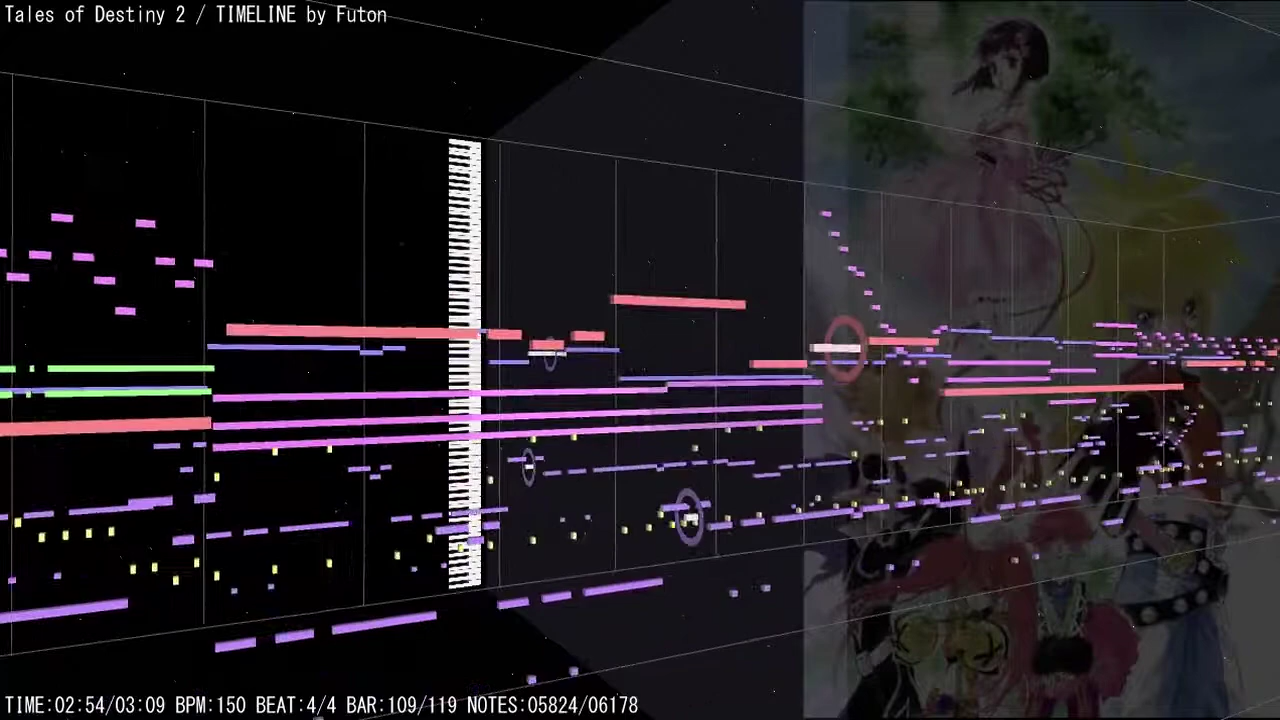 Tales of Destiny 2 / TIMELINE by Futon
TIME:02:54/03:09 BPM:150 BEAT:4/4 BAR:109/119 NOTES:05824/06178